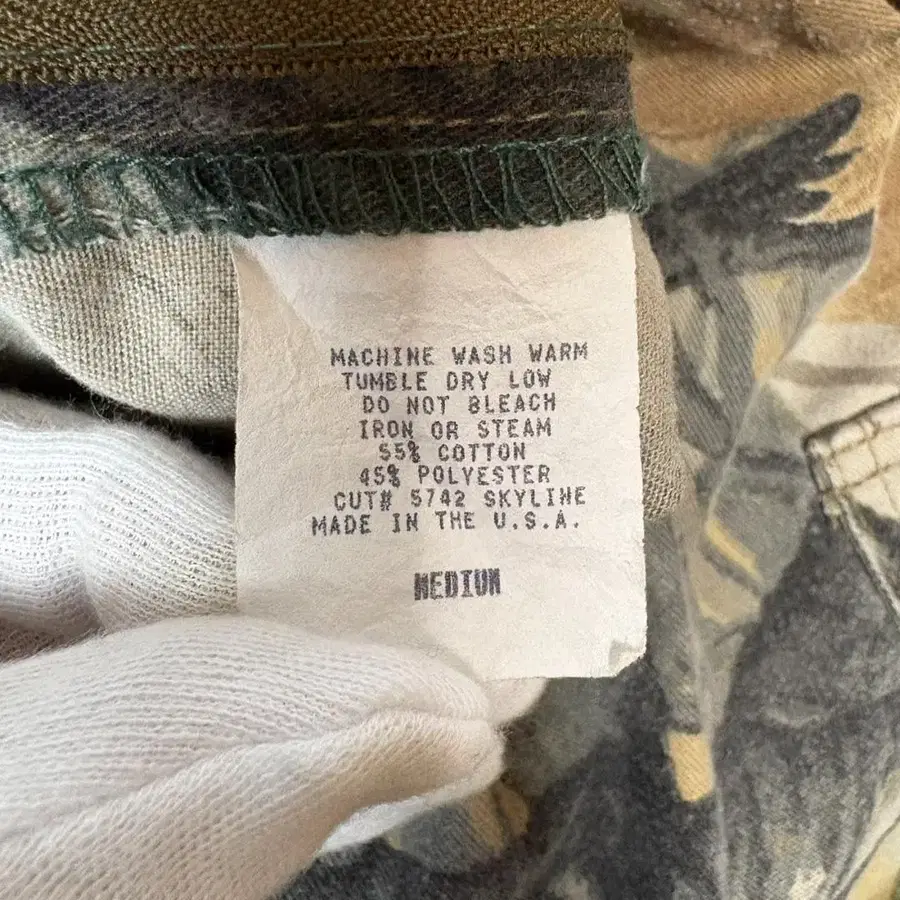 MACHINE WASH WARM
TUMBLE DRY LOW
DO NOT BLEACH
IRON OR STEAM
55% COTTON
45% POLYESTER
CUT# 5742 SKYLINE
MADE IN THE U.S.A.
MEDIUM